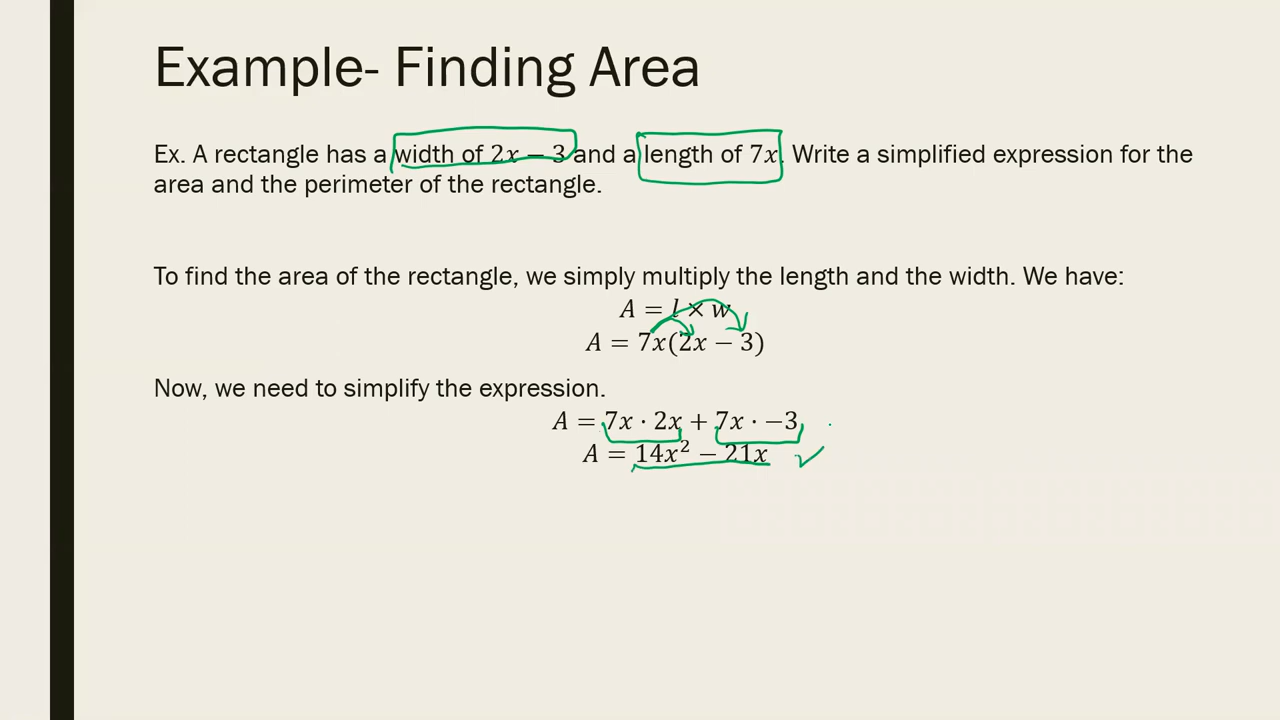 Example- Finding Area
Ex. A rectangle has a width of 2𝑥 − 3 and a length of 7𝑥. Write a simplified expression for the
area and the perimeter of the rectangle.
To find the area of the rectangle, we simply multiply the length and the width. We have:
𝐴 = 𝑙 × 𝑤
𝐴 = 7𝑥(2𝑥 − 3)
Now, we need to simplify the expression.
𝐴 = 7𝑥 · 2𝑥 + 7𝑥 · −3
𝐴 = 14𝑥² − 21𝑥